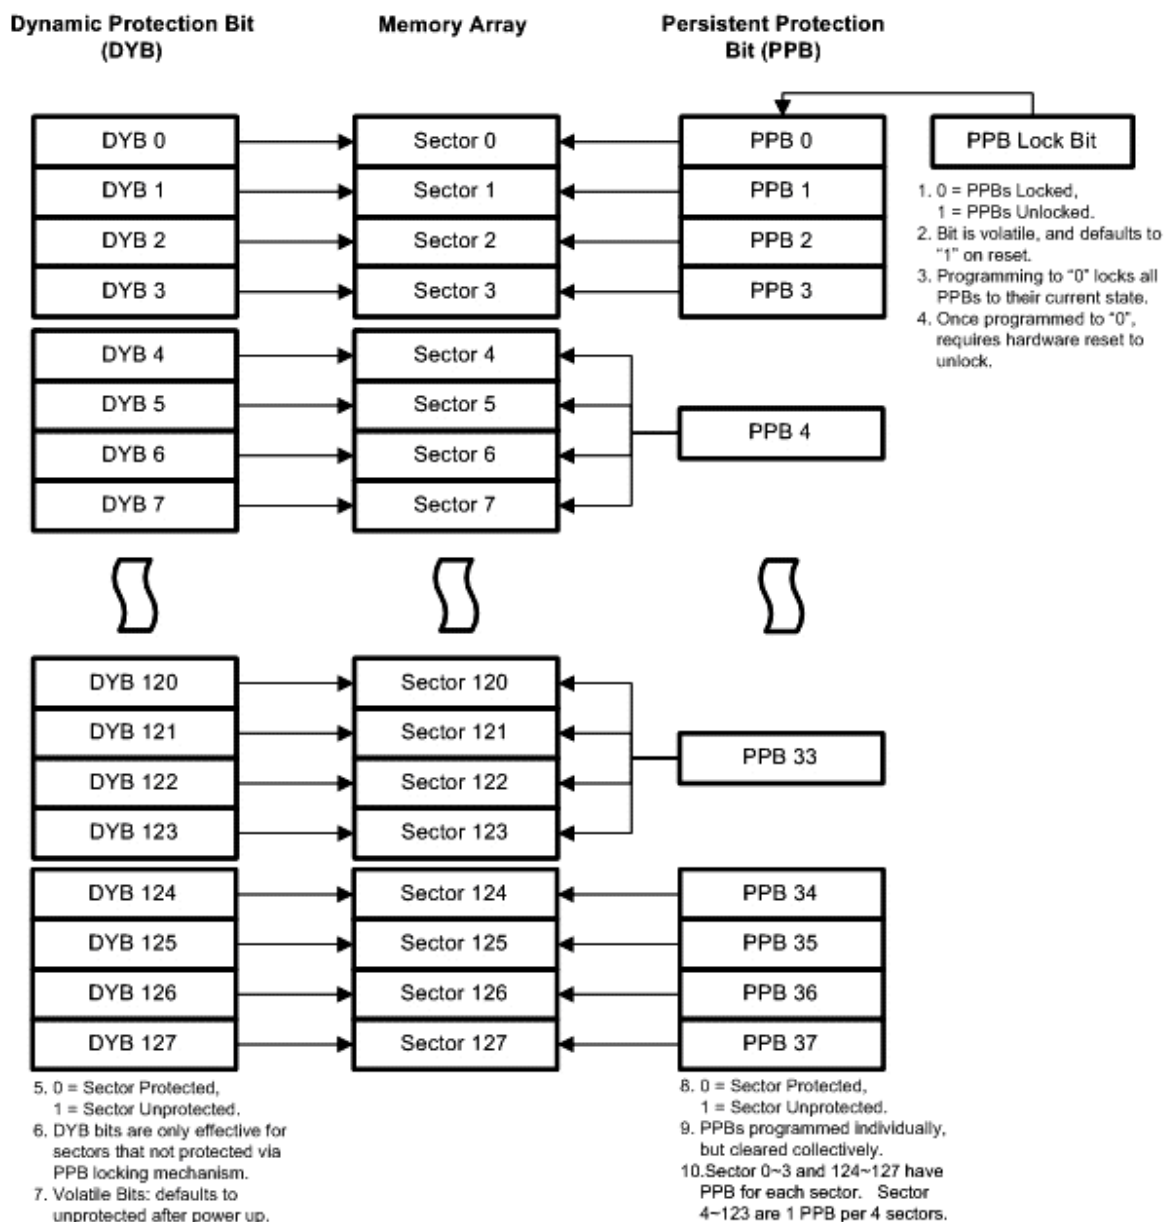 Dynamic Protection Bit
(DYB)
Memory Array
Persistent Protection
Bit (PPB)
DYB 0
Sector 0
PPB 0
PPB Lock Bit
DYB 1
Sector 1
PPB 1
DYB 2
Sector 2
PPB 2
DYB 3
Sector 3
PPB 3
1. 0 = PPBs Locked,
1 = PPBs Unlocked.
2. Bit is volatile, and defaults to
"1" on reset.
3. Programming to "0" locks all
PPBs to their current state.
4. Once programmed to "0",
requires hardware reset to
unlock.
DYB 4
Sector 4
DYB 5
Sector 5
PPB 4
DYB 6
Sector 6
DYB 7
Sector 7
DYB 120
Sector 120
DYB 121
Sector 121
PPB 33
DYB 122
Sector 122
DYB 123
Sector 123
DYB 124
Sector 124
PPB 34
DYB 125
Sector 125
PPB 35
DYB 126
Sector 126
PPB 36
DYB 127
Sector 127
PPB 37
5. 0 = Sector Protected,
1 = Sector Unprotected.
6. DYB bits are only effective for
sectors that not protected via
PPB locking mechanism.
7. Volatile Bits: defaults to
unprotected after power up.
8. 0 = Sector Protected,
1 = Sector Unprotected.
9. PPBs programmed individually,
but cleared collectively.
10.Sector 0~3 and 124~127 have
PPB for each sector. Sector
4~123 are 1 PPB per 4 sectors.